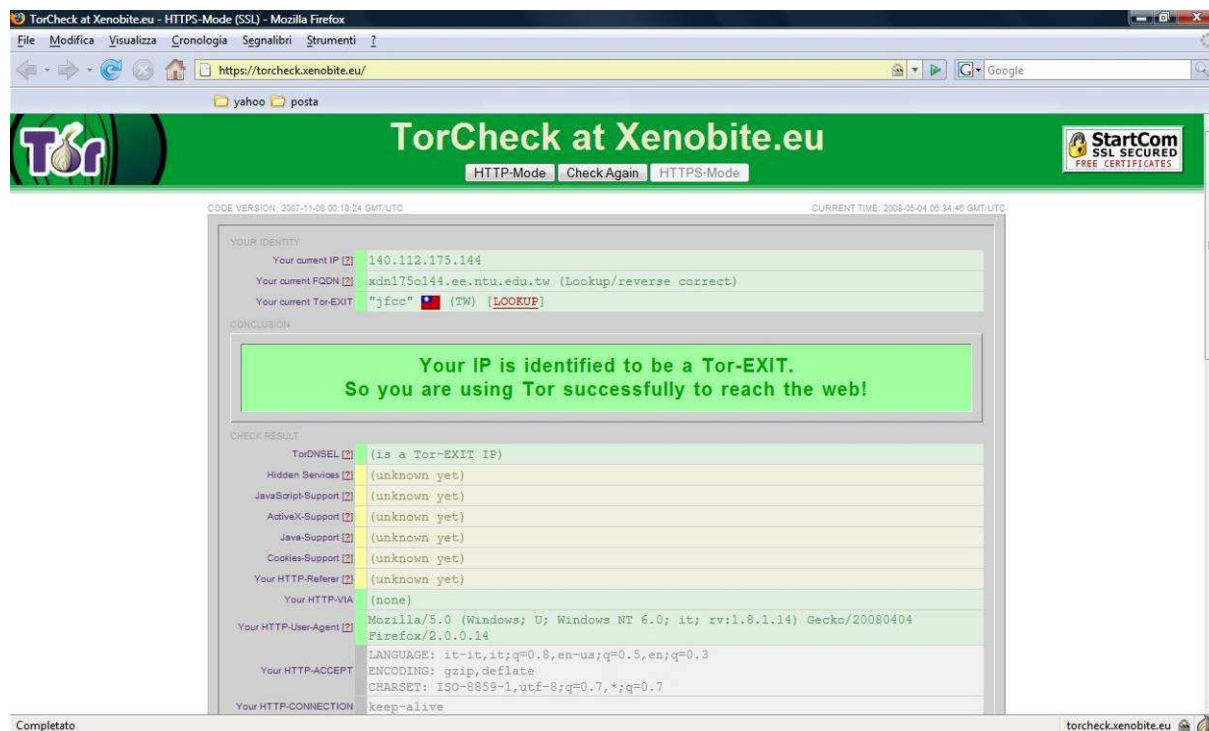 TorCheck at Xenobite.eu - HTTPS-Mode (SSL) - Mozilla Firefox
File Modifica Visualizza Cronologia Segnalibri Strumenti ?
https://torcheck.xenobite.eu/
G Google
yahoo posta
Tor
TorCheck at Xenobite.eu
StartCom
SSL SECURED
FREE CERTIFICATES
HTTP-Mode Check Again HTTPS-Mode
CODE VERSION: 2007-11-08 00:18:24 GMT/UTC CURRENT TIME: 2008-05-04 06:34:46 GMT/UTC
YOUR IDENTITY
Your current IP [?] 140.112.175.144
Your current FQDN [?] xdn175o144.ee.ntu.edu.tw (Lookup/reverse correct)
Your current Tor-EXIT "jfcc" (TW) [LOOKUP]
CONCLUSION
Your IP is identified to be a Tor-EXIT.
So you are using Tor successfully to reach the web!
CHECK RESULT
TorDNSEL [?] (is a Tor-EXIT IP)
Hidden Services [?] (unknown yet)
JavaScript-Support [?] (unknown yet)
ActiveX-Support [?] (unknown yet)
Java-Support [?] (unknown yet)
Cookies-Support [?] (unknown yet)
Your HTTP-Referer [?] (unknown yet)
Your HTTP-VIA (none)
Your HTTP-User-Agent [?] Mozilla/5.0 (Windows; U; Windows NT 6.0; it; rv:1.8.1.14) Gecko/20080404
Firefox/2.0.0.14
LANGUAGE: it-it,it;q=0.8,en-us;q=0.5,en;q=0.3
Your HTTP-ACCEPT ENCODING: gzip,deflate
CHARSET: ISO-8859-1,utf-8;q=0.7,*;q=0.7
Your HTTP-CONNECTION keep-alive
Completato torcheck.xenobite.eu